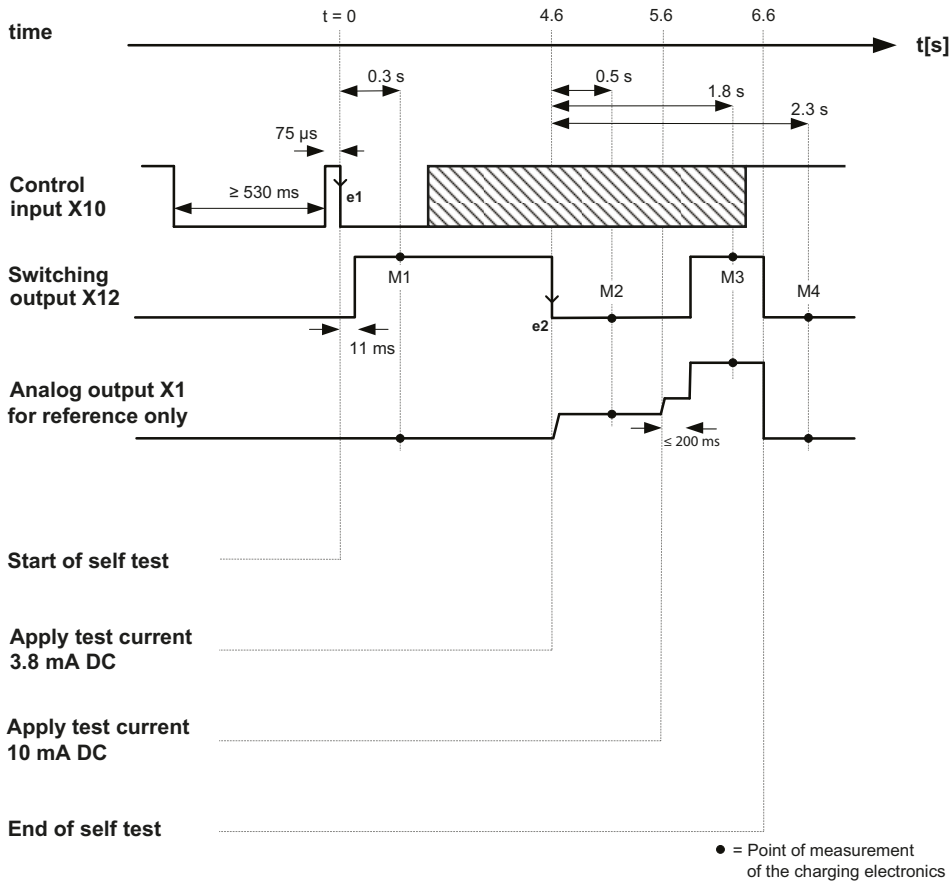 t = 0
4.6
5.6
6.6
time
t[s]
0.3 s
0.5 s
1.8 s
2.3 s
75 µs
Control
input X10
≥ 530 ms
e1
Switching
output X12
M1
M2
M3
M4
e2
11 ms
Analog output X1
for reference only
≤ 200 ms
Start of self test
Apply test current
3.8 mA DC
Apply test current
10 mA DC
End of self test
= Point of measurement
of the charging electronics